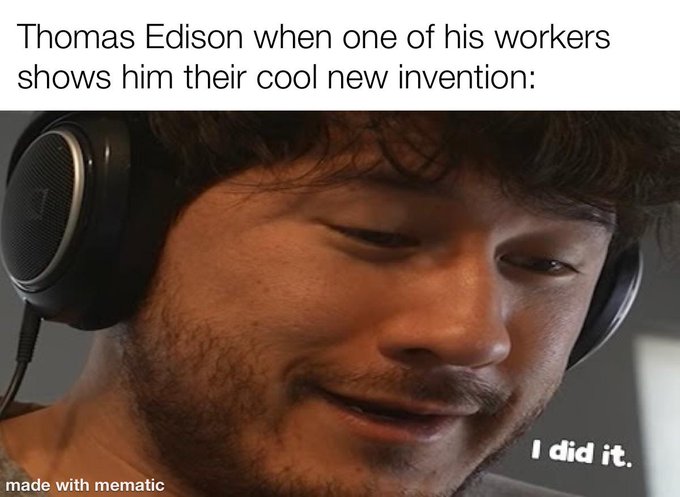 Thomas Edison when one of his workers
shows him their cool new invention:
I did it.
made with mematic